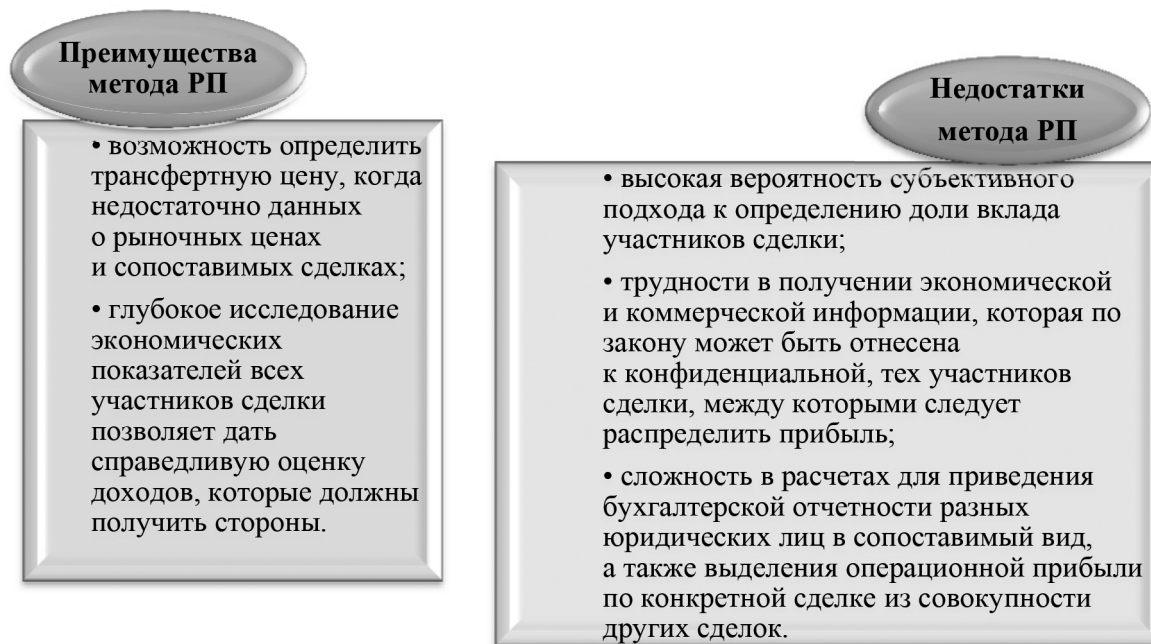 Преимущества
метода РП
• возможность определить
трансфертную цену, когда
недостаточно данных
о рыночных ценах
и сопоставимых сделках;
• глубокое исследование
экономических
показателей всех
участников сделки
позволяет дать
справедливую оценку
доходов, которые должны
получить стороны.
Недостатки
метода РП
• высокая вероятность субъективного
подхода к определению доли вклада
участников сделки;
• трудности в получении экономической
и коммерческой информации, которая по
закону может быть отнесена
к конфиденциальной, тех участников
сделки, между которыми следует
распределить прибыль;
• сложность в расчетах для приведения
бухгалтерской отчетности разных
юридических лиц в сопоставимый вид,
а также выделения операционной прибыли
по конкретной сделке из совокупности
других сделок.